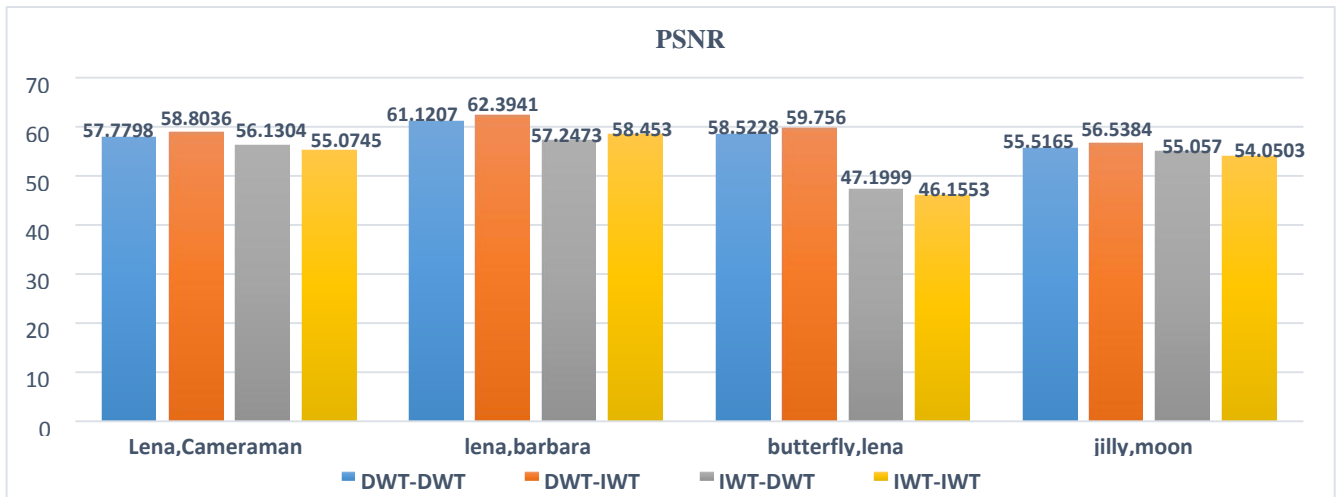 PSNR
70
60
50
40
30
20
10
0
57.7798 58.8036 56.1304 55.0745
61.1207 62.3941 57.2473 58.453
58.5228 59.756 47.1999 46.1553
55.5165 56.5384 55.057 54.0503
Lena,Cameraman lena,barbara butterfly,lena jilly,moon
DWT-DWT DWT-IWT IWT-DWT IWT-IWT